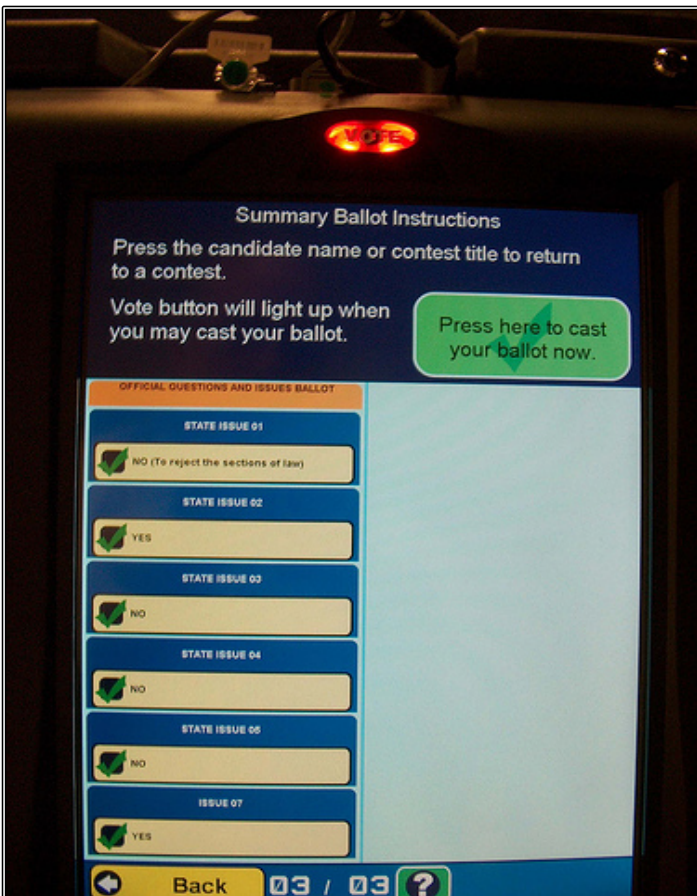 VOTE
Summary Ballot Instructions
Press the candidate name or contest title to return
to a contest.
Vote button will light up when
you may cast your ballot.
Press here to cast
your ballot now.
OFFICIAL QUESTIONS AND ISSUES BALLOT
STATE ISSUE 01
NO (To reject the sections of law)
STATE ISSUE 02
YES
STATE ISSUE 03
NO
STATE ISSUE 04
NO
STATE ISSUE 05
NO
ISSUE 07
YES
Back 03 / 03 ?